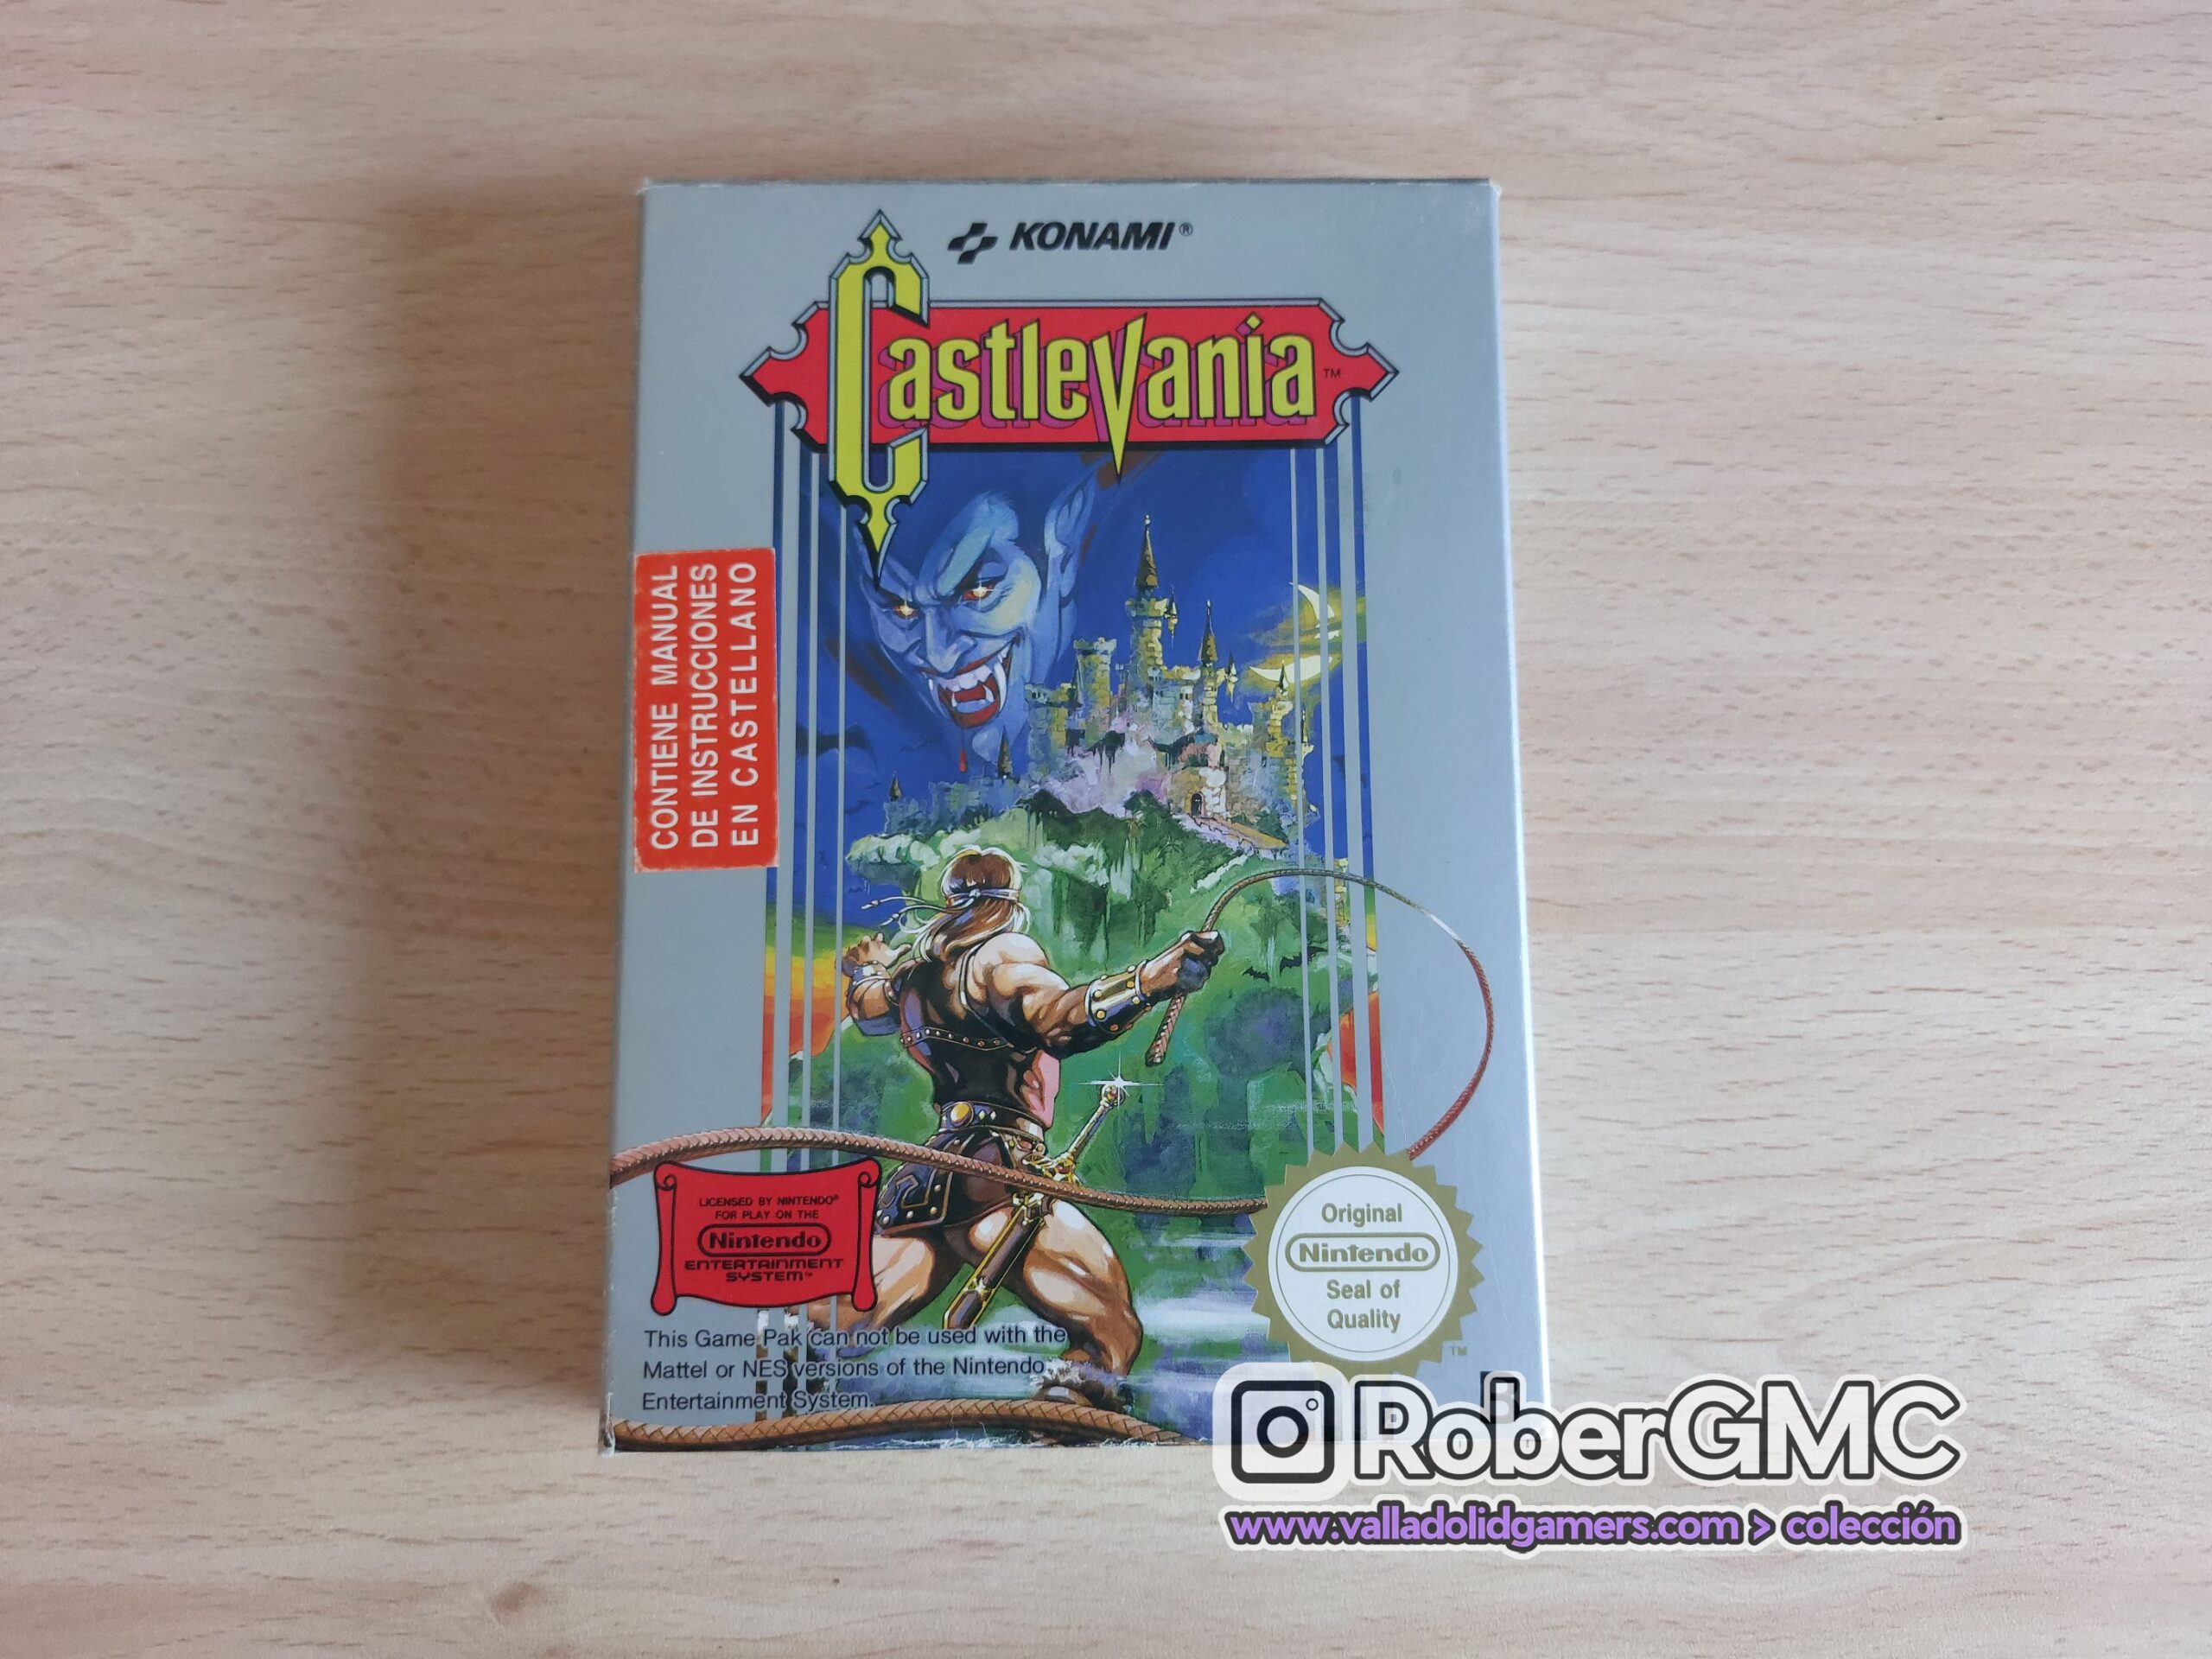 KONAMI®
Castlevania™
CONTIENE MANUAL
DE INSTRUCCIONES
EN CASTELLANO
LICENSED BY NINTENDO®
FOR PLAY ON THE
Nintendo
ENTERTAINMENT
SYSTEM™
Original
Nintendo
Seal of
Quality
TM
This Game Pak can not be used with the
Mattel or NES versions of the Nintendo
Entertainment System.
RoberGMC
www.valladolidgamers.com > colección